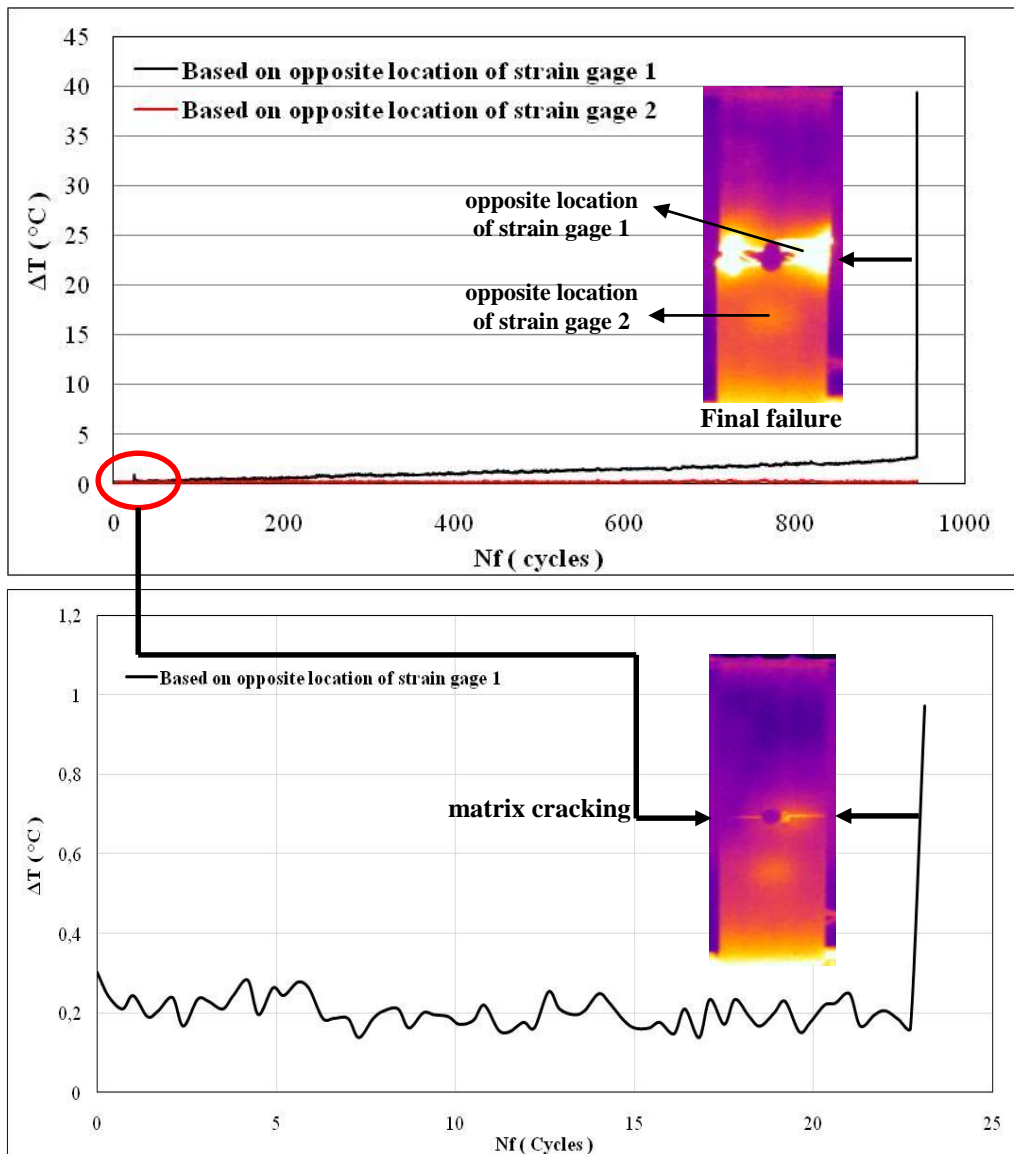 45
40
35
30
25
20
15
10
5
0
ΔT ( °C )
Based on opposite location of strain gage 1
Based on opposite location of strain gage 2
opposite location
of strain gage 1
opposite location
of strain gage 2
Final failure
0 200 400 600 800 1000
Nf ( cycles )
1,2
1
0,8
0,6
0,4
0,2
0
ΔT ( °C )
Based on opposite location of strain gage 1
matrix cracking
0 5 10 15 20 25
Nf ( Cycles )